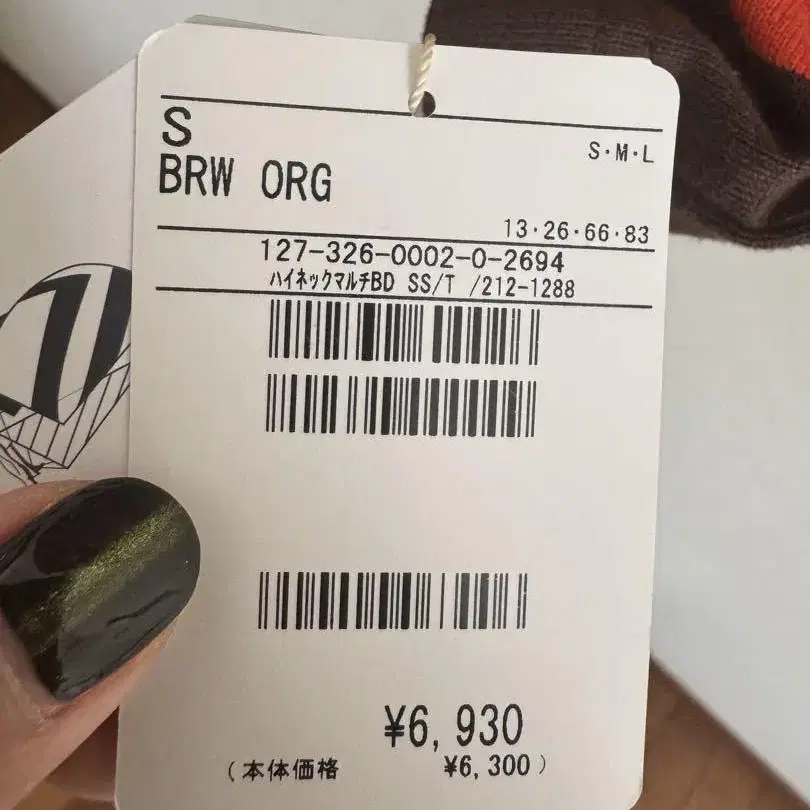 S
S・M・L
BRW ORG
13・26・66・83
127-326-0002-0-2694
ハイネックマルチBD SS/T /212-1288
¥6,930
(本体価格 ¥6,300)